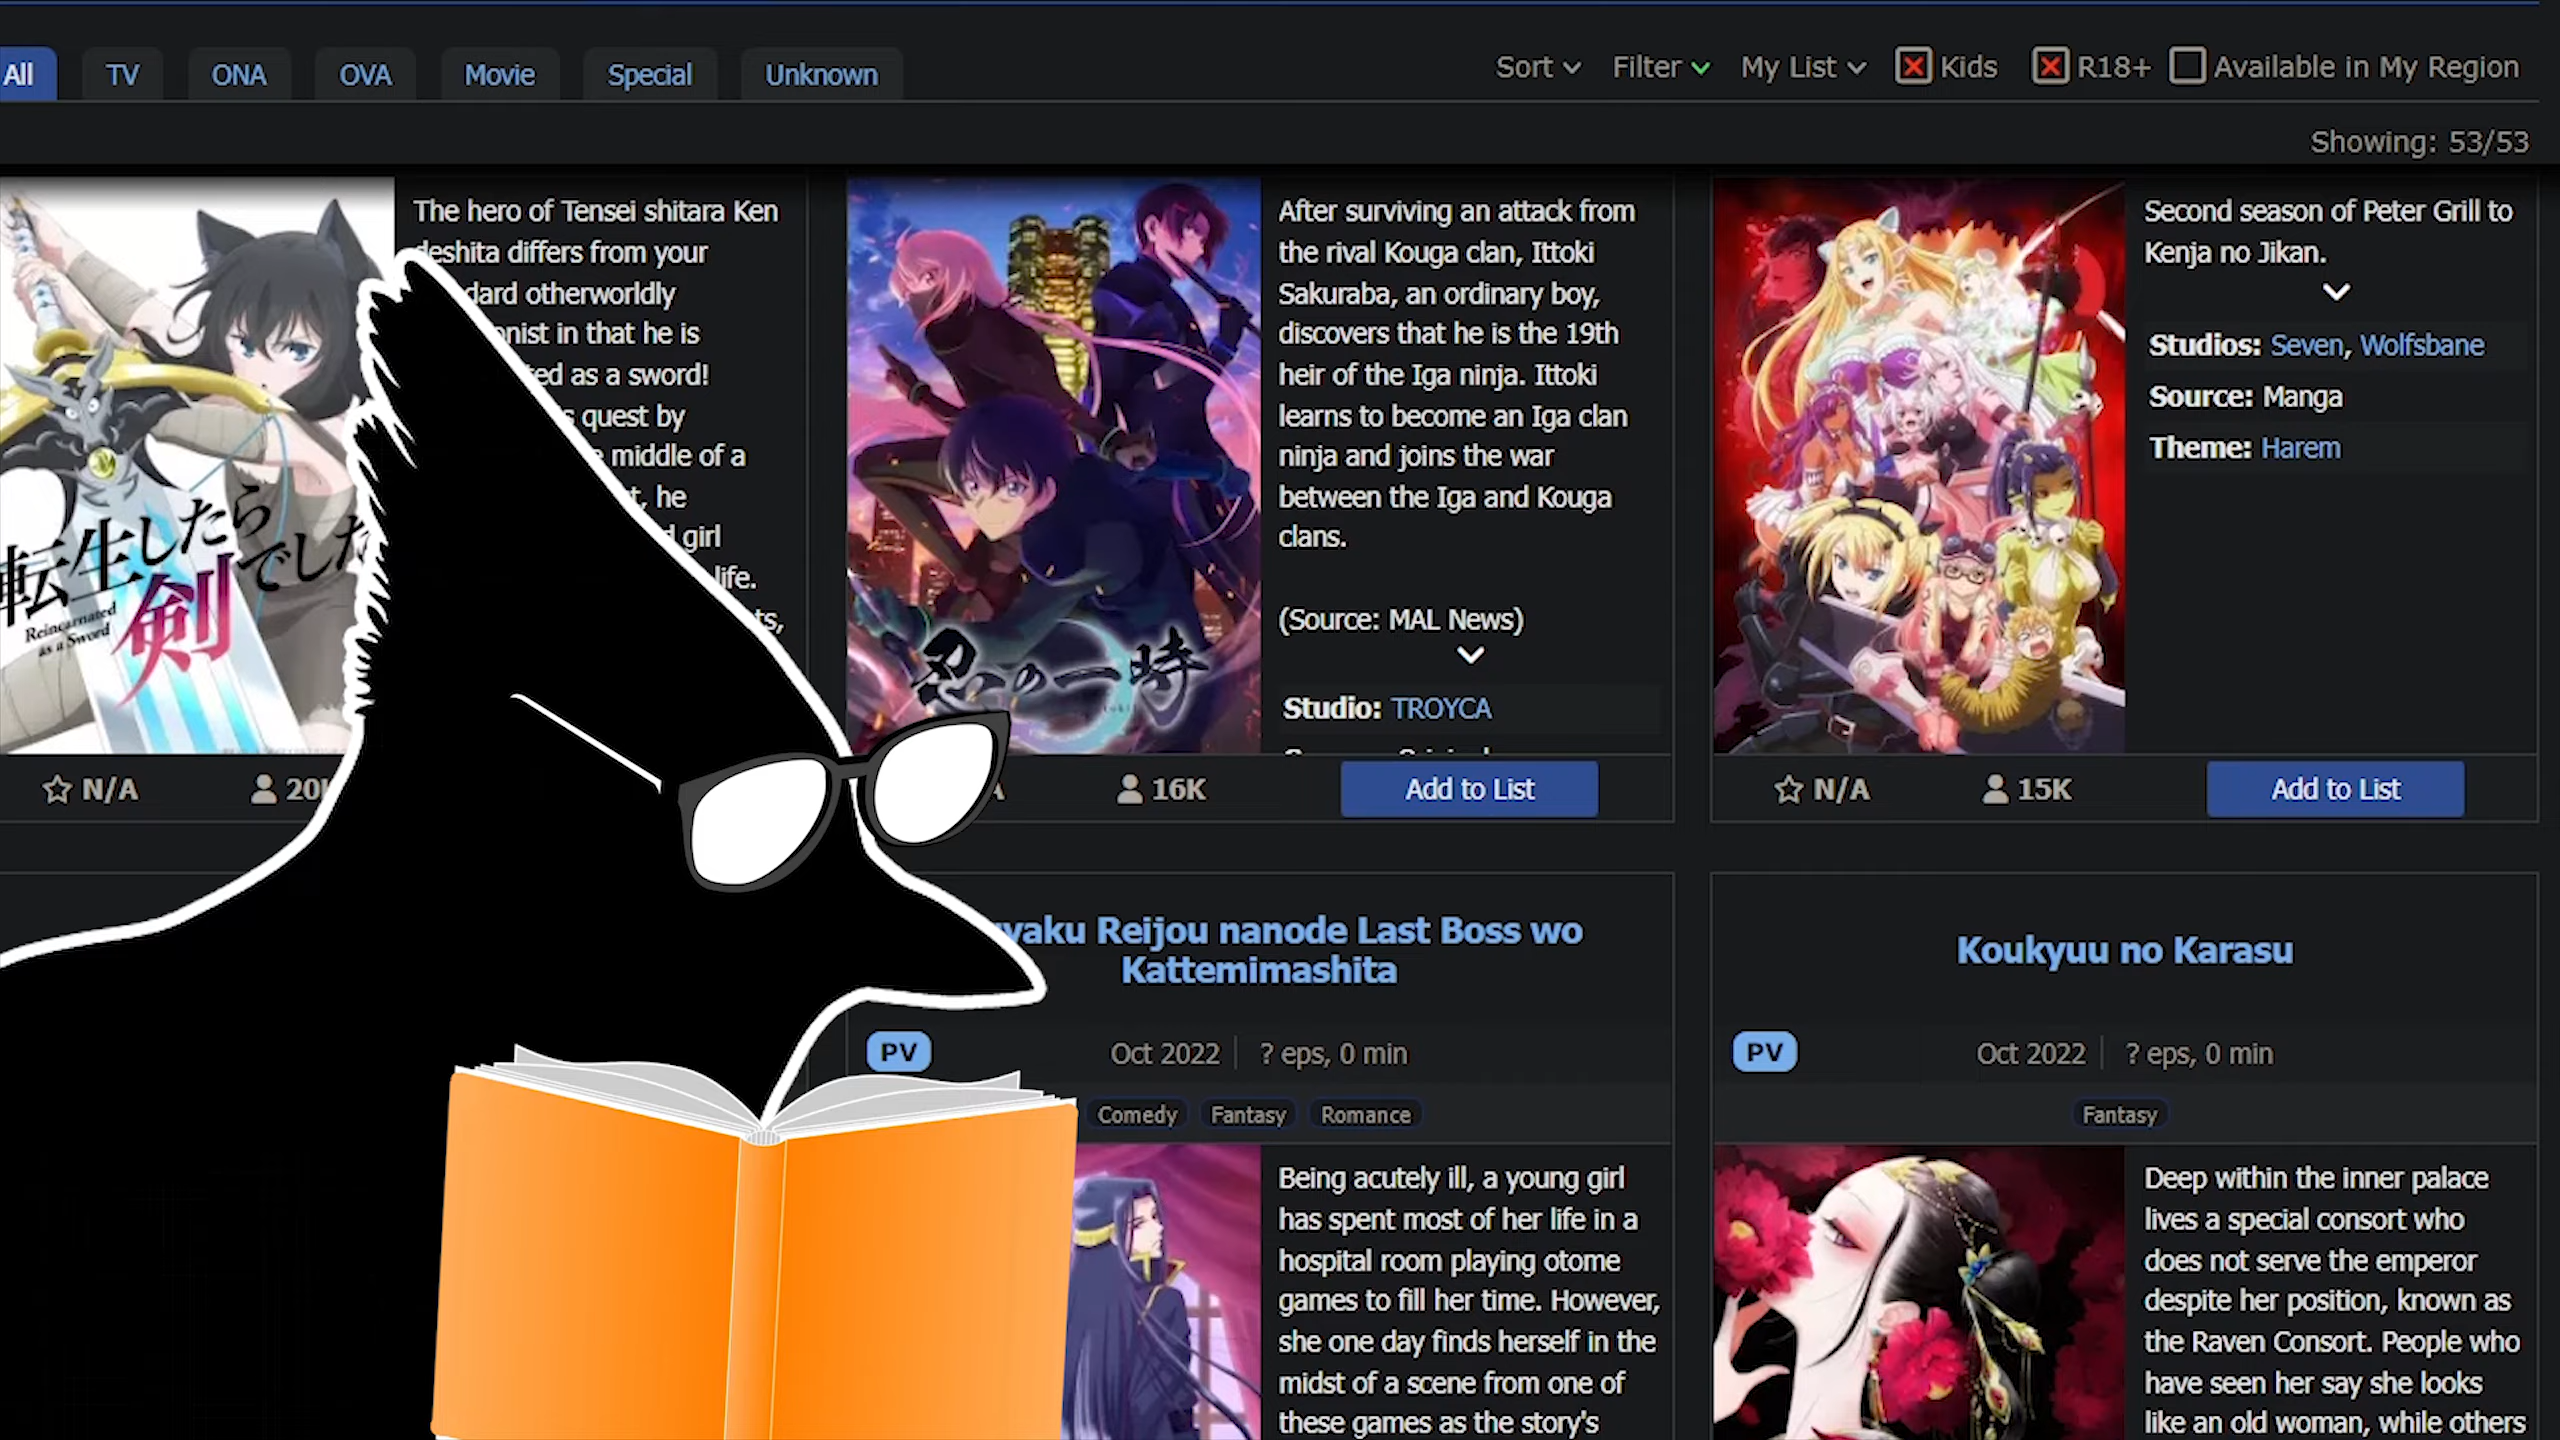 All TV ONA OVA Movie Special Unknown
Sort Filter My List Kids R18+ Available in My Region
Showing: 53/53
The hero of Tensei shitara Ken
deshita differs from your
otherworldly
in that he is
as a sword!
quest by
middle of a
he
girl
life.
転生したら
剣でした
Reincarnated
as a Sword
N/A
After surviving an attack from
the rival Kouga clan, Ittoki
Sakuraba, an ordinary boy,
discovers that he is the 19th
heir of the Iga ninja. Ittoki
learns to become an Iga clan
ninja and joins the war
between the Iga and Kouga
clans.
(Source: MAL News)
Studio: TROYCA
忍の一時
16K Add to List
Second season of Peter Grill to
Kenja no Jikan.
Studios: Seven, Wolfsbane
Source: Manga
Theme: Harem
N/A 15K Add to List
Reijou nanode Last Boss wo
Kattemimashita
PV Oct 2022 ? eps, 0 min
Comedy Fantasy Romance
Being acutely ill, a young girl
has spent most of her life in a
hospital room playing otome
games to fill her time. However,
she one day finds herself in the
midst of a scene from one of
these games as the story's
Koukyuu no Karasu
PV Oct 2022 ? eps, 0 min
Fantasy
Deep within the inner palace
lives a special consort who
does not serve the emperor
despite her position, known as
the Raven Consort. People who
have seen her say she looks
like an old woman, while others